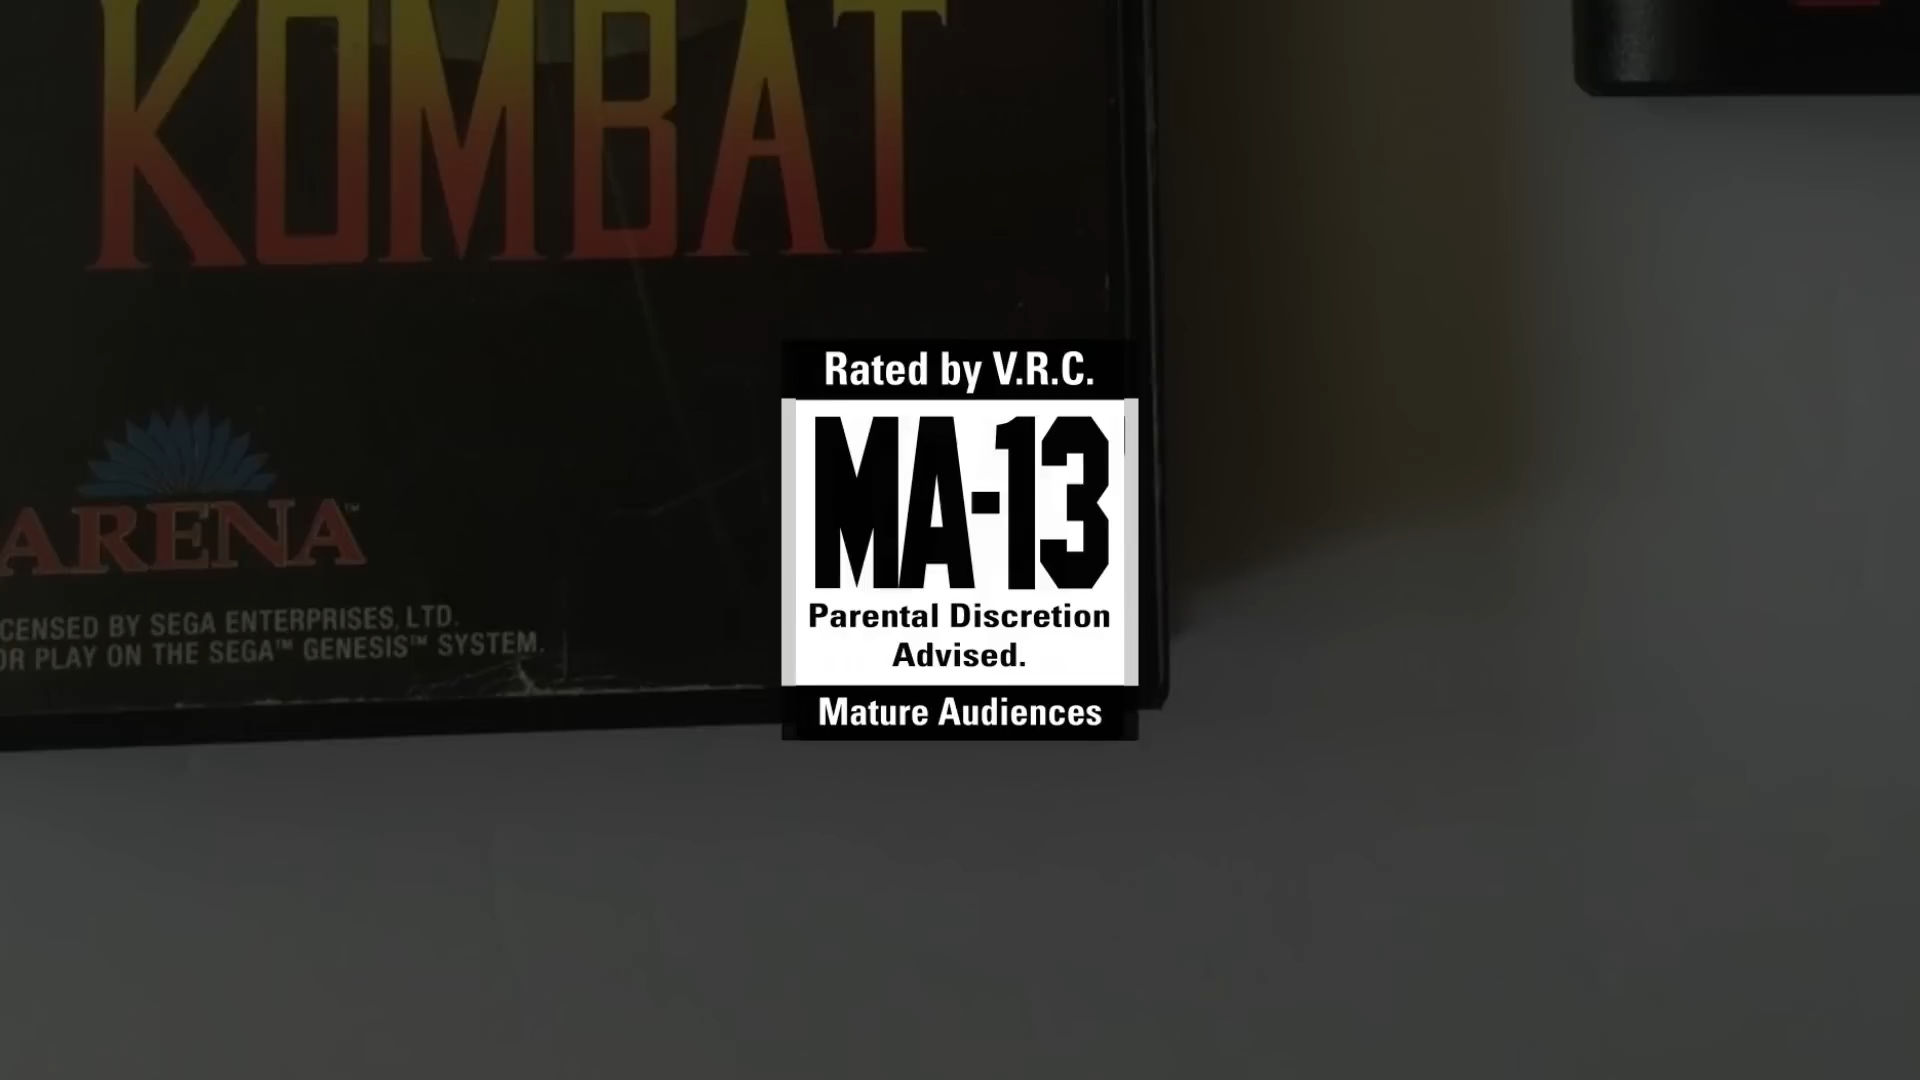 KOMBAT
Rated by V.R.C.
MA-13
Parental Discretion
Advised.
Mature Audiences
ARENA™
CENSED BY SEGA ENTERPRISES, LTD.
OR PLAY ON THE SEGA™ GENESIS™ SYSTEM.